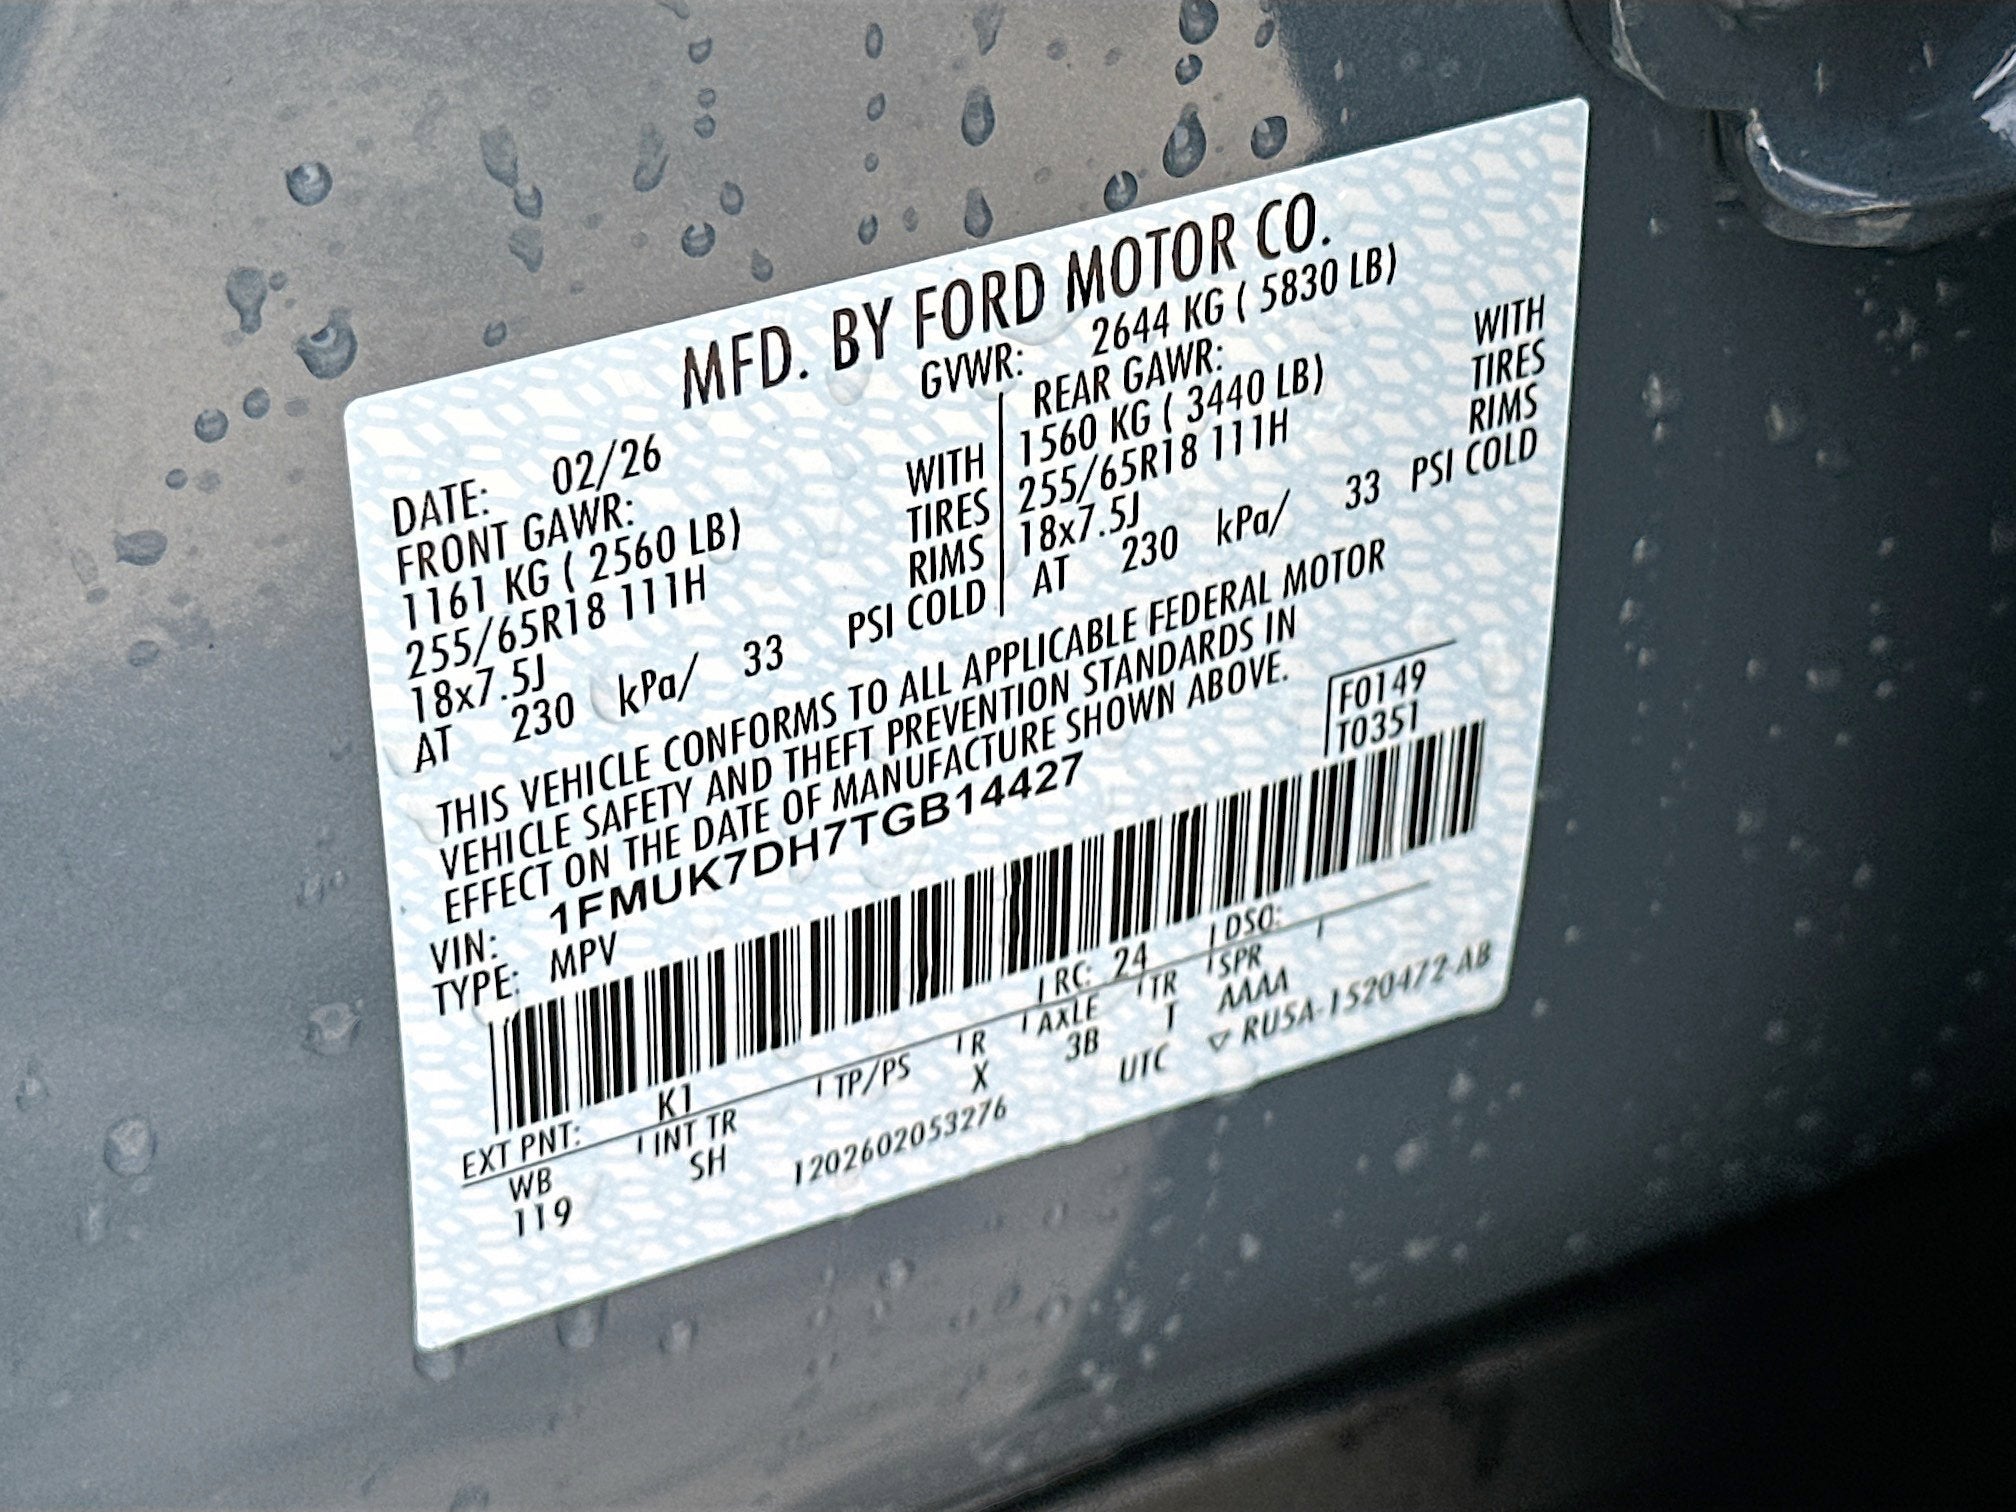 MFD. BY FORD MOTOR CO.
DATE: 02/26 GVWR: 2644 KG ( 5830 LB)
FRONT GAWR: REAR GAWR:
1161 KG ( 2560 LB) WITH 1560 KG ( 3440 LB) WITH
255/65R18 111H TIRES 255/65R18 111H TIRES
18x7.5J RIMS 18x7.5J RIMS
AT 230 kPa/ 33 PSI COLD AT 230 kPa/ 33 PSI COLD
THIS VEHICLE CONFORMS TO ALL APPLICABLE FEDERAL MOTOR
VEHICLE SAFETY AND THEFT PREVENTION STANDARDS IN
EFFECT ON THE DATE OF MANUFACTURE SHOWN ABOVE.
F0149
T0351
VIN: 1FMUK7DH7TGB14427
TYPE: MPV
EXT PNT: K1 RC: 24 DSO:
WB INT TR TP/PS R AXLE TR SPR
119 SH X 3B T AAAA
1202602053276 UTC ▽ RU5A-1520472-AB